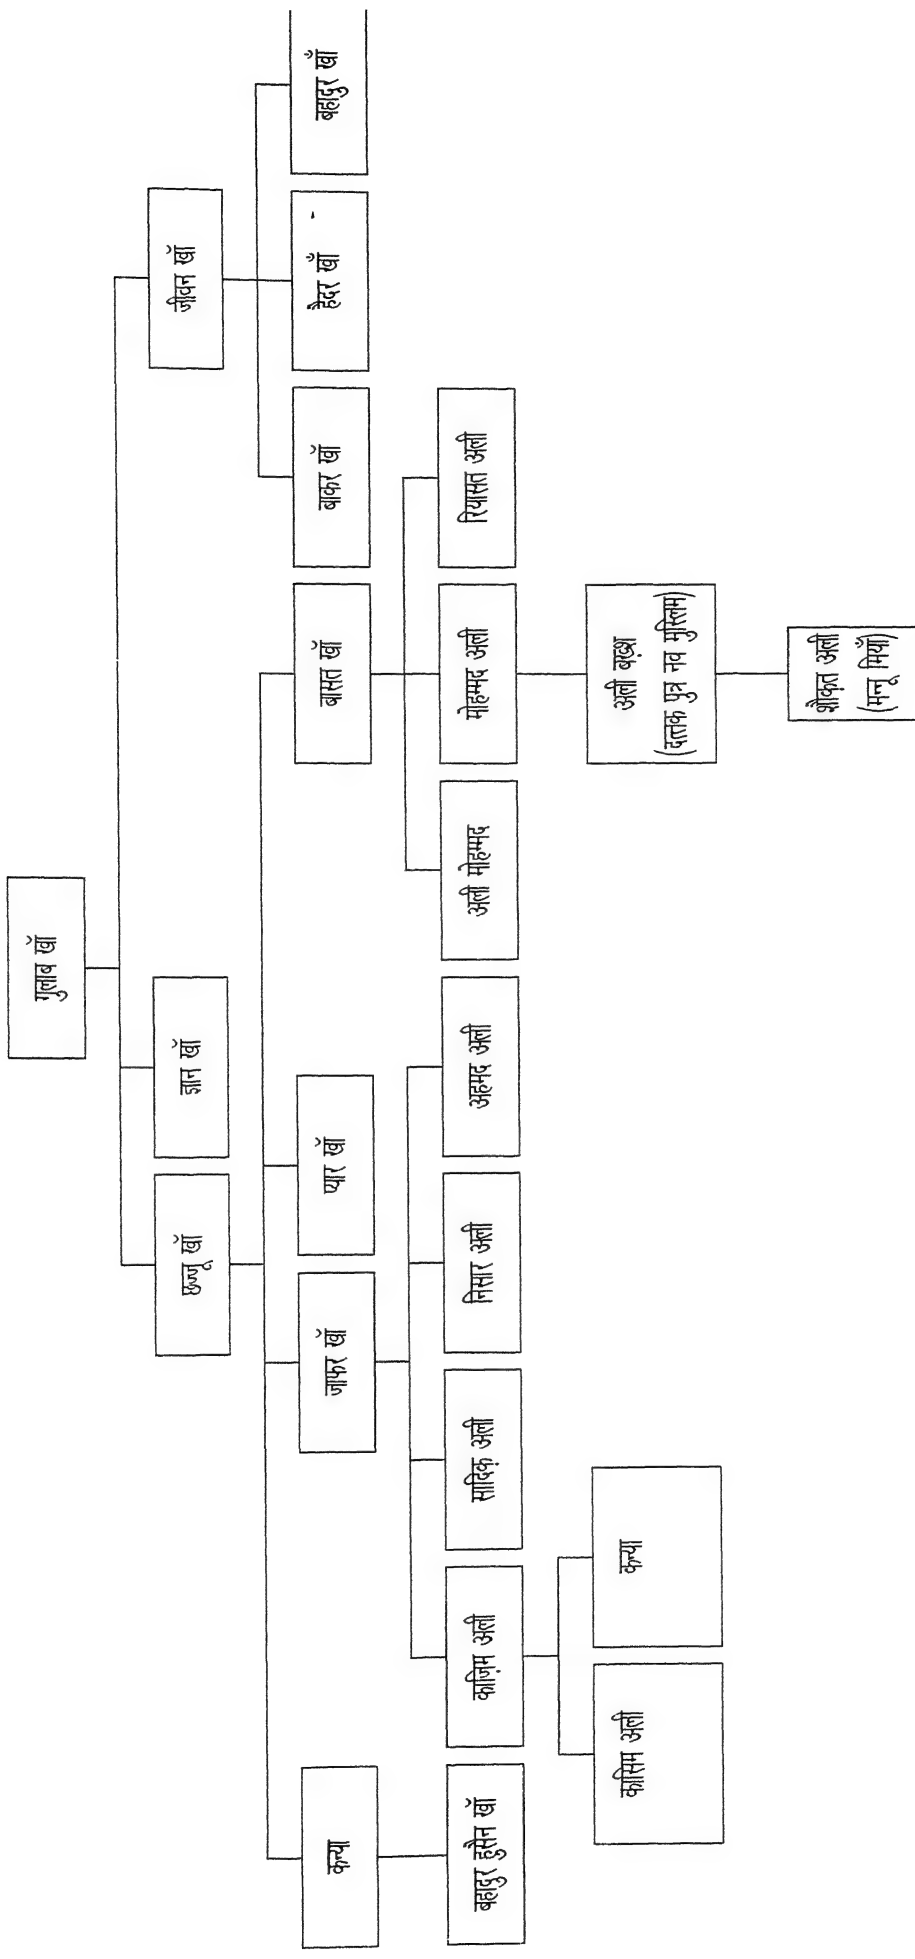 गुलाब खाँ
छज्जू खाँ
ज्ञान खाँ
जीवन खाँ
कन्या
जाफर खाँ
प्यार खाँ
बासत खाँ
बाकर खाँ
हैदर खाँ
बहादुर खाँ
बहादुर हुसैन खाँ
काज़िम अली
सादिक़ अली
निसार अली
अहमद अली
अली मोहम्मद
मोहम्मद अली
रियासत अली
कासिम अली
कन्या
अली बख़्श
(दत्तक पुत्र नव मुस्लिम)
शौक़त अली
(मन्नू मियाँ)